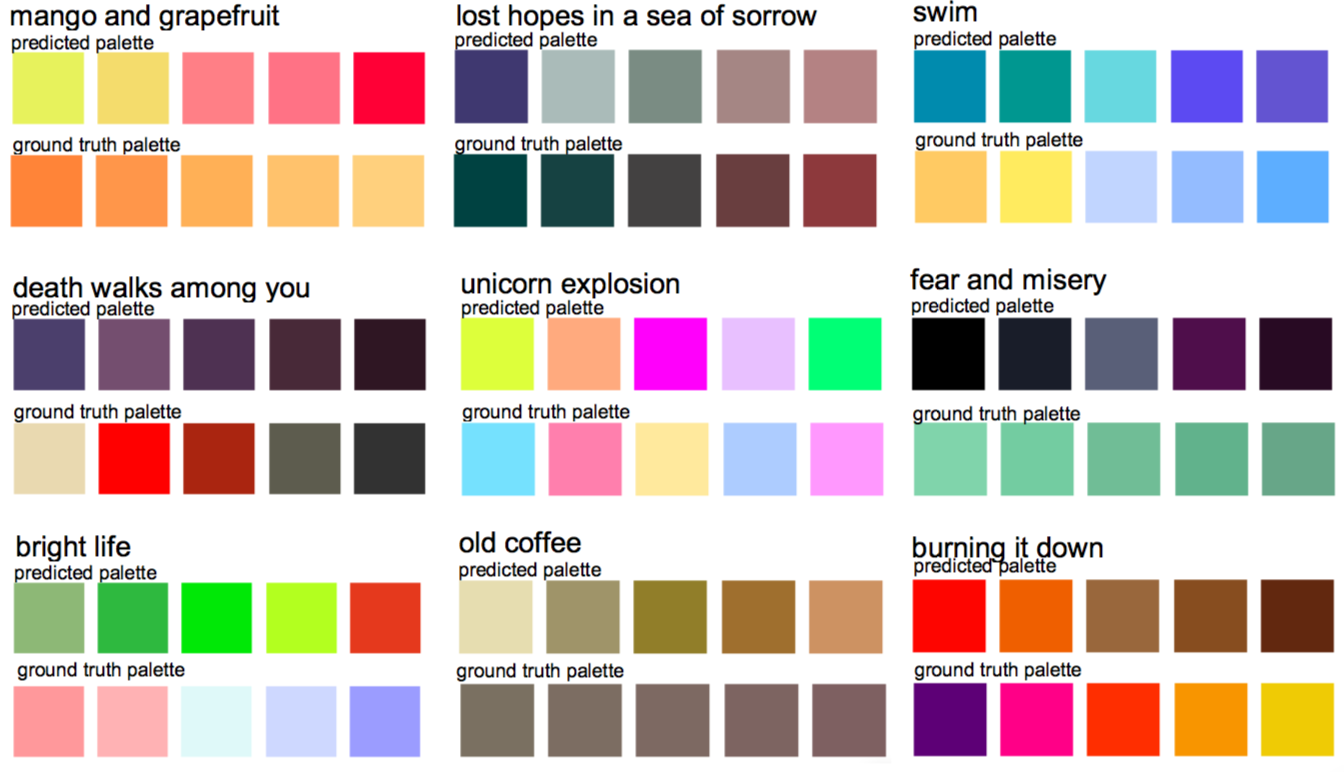 mango and grapefruit
predicted palette
ground truth palette
lost hopes in a sea of sorrow
predicted palette
ground truth palette
swim
predicted palette
ground truth palette
death walks among you
predicted palette
ground truth palette
unicorn explosion
predicted palette
ground truth palette
fear and misery
predicted palette
ground truth palette
bright life
predicted palette
ground truth palette
old coffee
predicted palette
ground truth palette
burning it down
predicted palette
ground truth palette